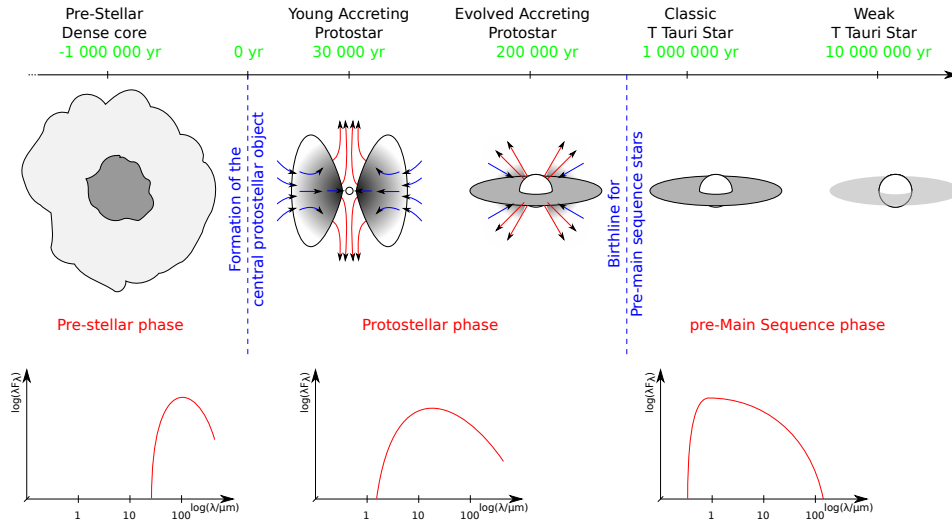 Pre-Stellar
Dense core
-1 000 000 yr
0 yr
Young Accreting
Protostar
30 000 yr
Evolved Accreting
Protostar
200 000 yr
Classic
T Tauri Star
1 000 000 yr
Weak
T Tauri Star
10 000 000 yr
Formation of the
central protostellar object
Birthline for
Pre-main sequence stars
Pre-stellar phase
Protostellar phase
pre-Main Sequence phase
log(λFλ)
1 10 100 log(λ/μm)
log(λFλ)
1 10 100 log(λ/μm)
log(λFλ)
1 10 100 log(λ/μm)